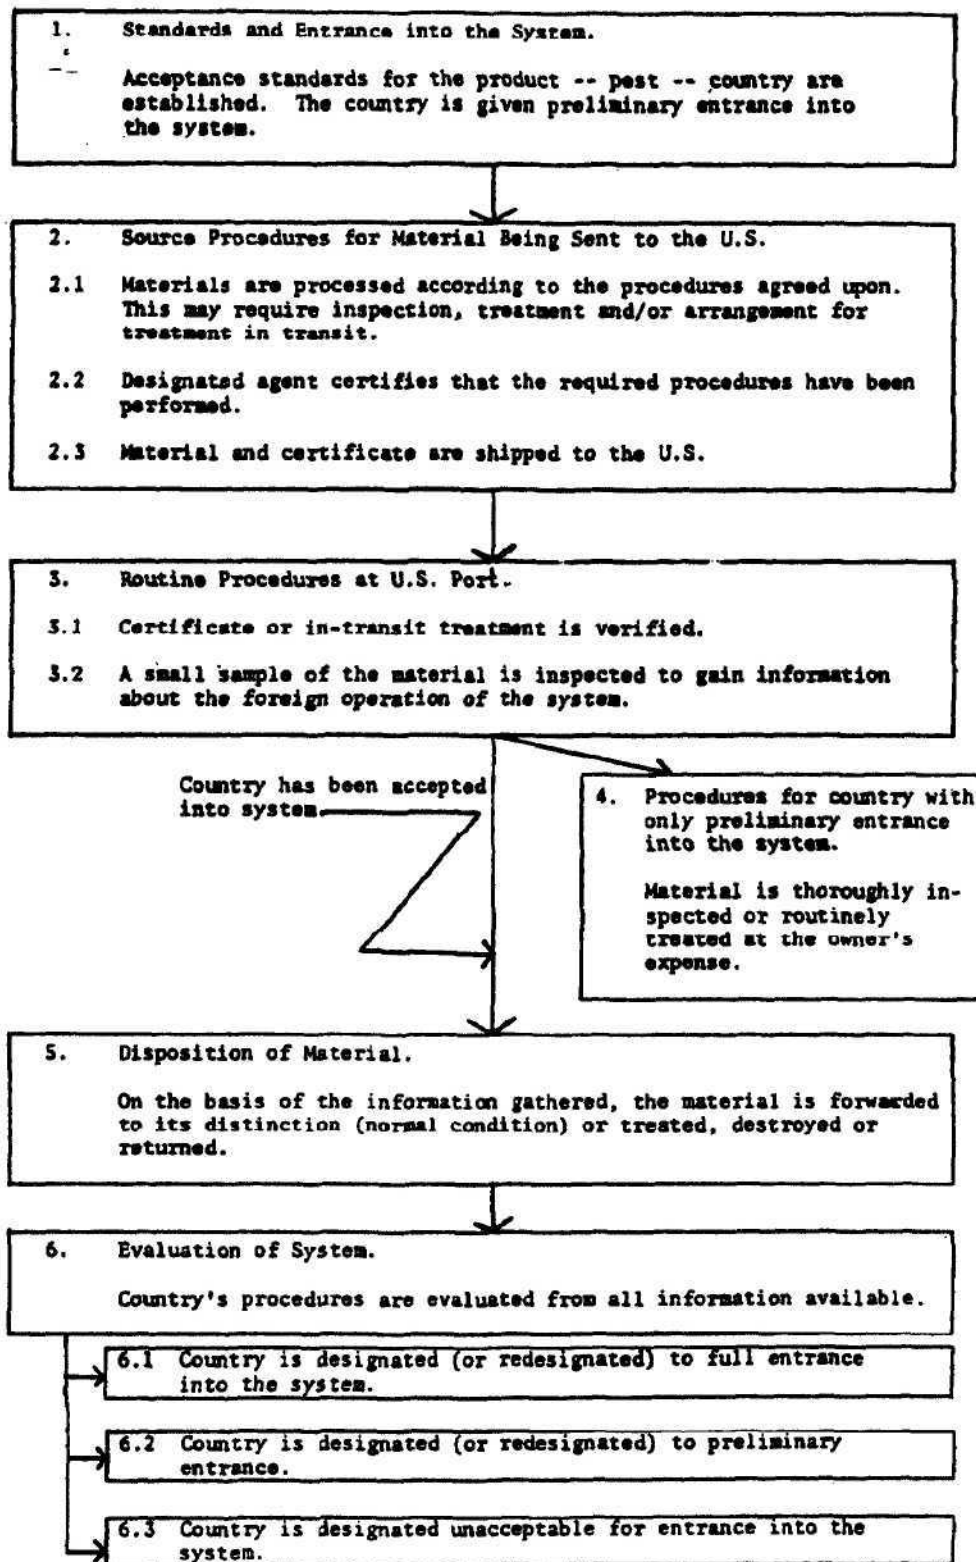 1. Standards and Entrance into the System.
Acceptance standards for the product -- pest -- country are
established. The country is given preliminary entrance into
the system.
2. Source Procedures for Material Being Sent to the U.S.
2.1 Materials are processed according to the procedures agreed upon.
This may require inspection, treatment and/or arrangement for
treatment in transit.
2.2 Designated agent certifies that the required procedures have been
performed.
2.3 Material and certificate are shipped to the U.S.
3. Routine Procedures at U.S. Port.
3.1 Certificate or in-transit treatment is verified.
3.2 A small sample of the material is inspected to gain information
about the foreign operation of the system.
Country has been accepted
into system.
4. Procedures for country with
only preliminary entrance
into the system.
Material is thoroughly in-
spected or routinely
treated at the owner's
expense.
5. Disposition of Material.
On the basis of the information gathered, the material is forwarded
to its distinction (normal condition) or treated, destroyed or
returned.
6. Evaluation of System.
Country's procedures are evaluated from all information available.
6.1 Country is designated (or redesignated) to full entrance
into the system.
6.2 Country is designated (or redesignated) to preliminary
entrance.
6.3 Country is designated unacceptable for entrance into the
system.